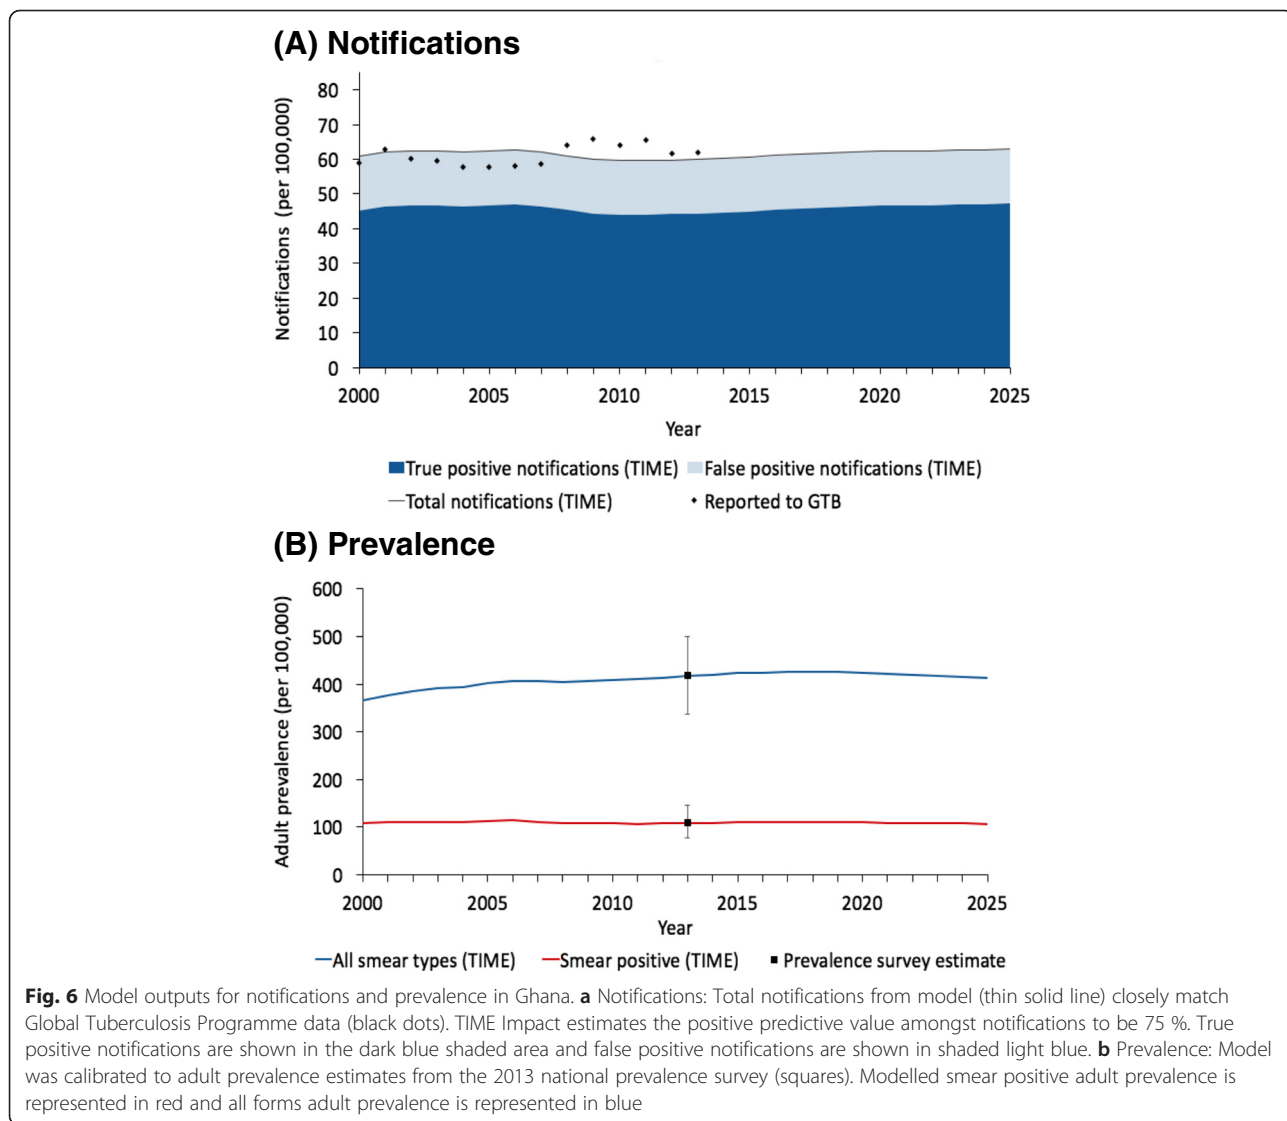 (A) Notifications
Notifications (per 100,000)
80
70
60
50
40
30
20
10
0
2000 2005 2010 2015 2020 2025
Year
True positive notifications (TIME) False positive notifications (TIME)
Total notifications (TIME) Reported to GTB
(B) Prevalence
Adult prevalence (per 100,000)
600
500
400
300
200
100
0
2000 2005 2010 2015 2020 2025
Year
All smear types (TIME) Smear positive (TIME) Prevalence survey estimate
Fig. 6 Model outputs for notifications and prevalence in Ghana. a Notifications: Total notifications from model (thin solid line) closely match
Global Tuberculosis Programme data (black dots). TIME Impact estimates the positive predictive value amongst notifications to be 75 %. True
positive notifications are shown in the dark blue shaded area and false positive notifications are shown in shaded light blue. b Prevalence: Model
was calibrated to adult prevalence estimates from the 2013 national prevalence survey (squares). Modelled smear positive adult prevalence is
represented in red and all forms adult prevalence is represented in blue